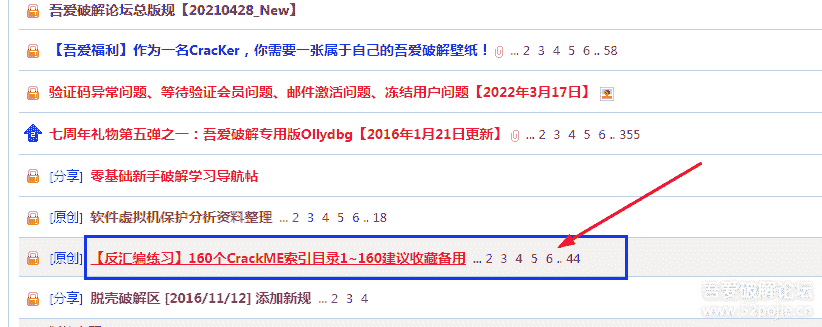 吾爱破解论坛总版规【20210428_New】
【吾爱福利】作为一名CracKer，你需要一张属于自己的吾爱破解壁纸！ ... 2 3 4 5 6 .. 58
验证码异常问题、等待验证会员问题、邮件激活问题、冻结用户问题【2022年3月17日】
七周年礼物第五弹之一：吾爱破解专用版Ollydbg【2016年1月21日更新】 ... 2 3 4 5 6 .. 355
[分享] 零基础新手破解学习导航帖
[原创] 软件虚拟机保护分析资料整理 ... 2 3 4 5 6 .. 18
[原创] 【反汇编练习】160个CrackME索引目录1~160建议收藏备用 ... 2 3 4 5 6 .. 44
[分享] 脱壳破解区 [2016/11/12] 添加新规 ... 2 3 4
吾爱破解论坛
www.52pojie.cn